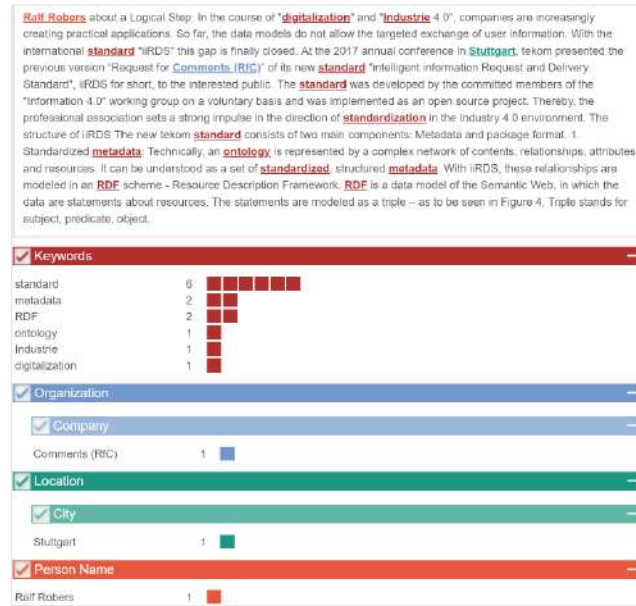 Ralf Robers about a Logical Step: In the course of "digitalization" and "Industrie 4.0", companies are increasingly
creating practical applications. So far, the data models do not allow the targeted exchange of user information. With the
international standard "iiRDS" this gap is finally closed. At the 2017 annual conference in Stuttgart, tekom presented the
previous version "Request for Comments (RfC)" of its new standard "intelligent information Request and Delivery
Standard", iiRDS for short, to the interested public. The standard was developed by the committed members of the
"Information 4.0" working group on a voluntary basis and was implemented as an open source project. Thereby, the
professional association sets a strong impulse in the direction of standardization in the Industry 4.0 environment. The
structure of iiRDS The new tekom standard consists of two main components: Metadata and package format. 1.
Standardized metadata: Technically, an ontology is represented by a complex network of contents, relationships, attributes
and resources. It can be understood as a set of standardized, structured metadata. With iiRDS, these relationships are
modeled in an RDF scheme - Resource Description Framework. RDF is a data model of the Semantic Web, in which the
data are statements about resources. The statements are modeled as a triple – as to be seen in Figure 4. Triple stands for
subject, predicate, object.
Keywords
standard 6
metadata 2
RDF 2
ontology 1
Industrie 1
digitalization 1
Organization
Company
Comments (RfC) 1
Location
City
Stuttgart 1
Person Name
Ralf Robers 1